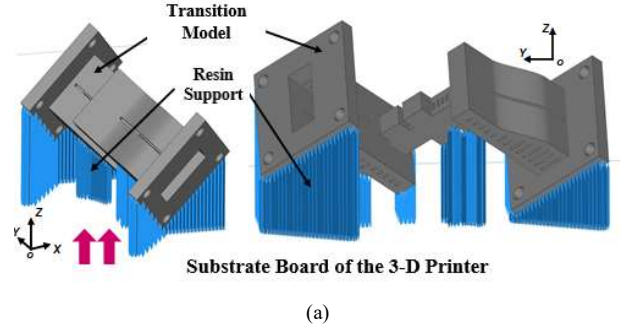 Transition
Model
Resin
Support
Z
Y
o
Z
Y
X
o
Substrate Board of the 3-D Printer
(a)